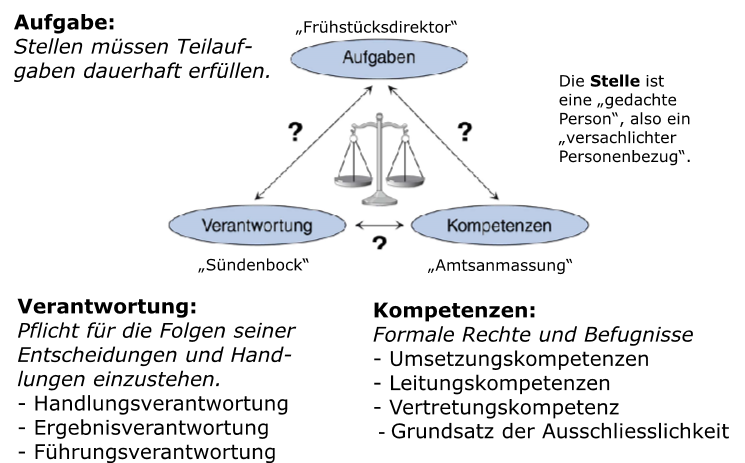 Aufgabe:
Stellen müssen Teilauf-
gaben dauerhaft erfüllen.
„Frühstücksdirektor“
Aufgaben
Die Stelle ist
eine „gedachte
Person“, also ein
„versachlichter
Personenbezug“.
?
?
Verantwortung
?
Kompetenzen
„Sündenbock“
„Amtsanmassung“
Verantwortung:
Pflicht für die Folgen seiner
Entscheidungen und Hand-
lungen einzustehen.
- Handlungsverantwortung
- Ergebnisverantwortung
- Führungsverantwortung
Kompetenzen:
Formale Rechte und Befugnisse
- Umsetzungskompetenzen
- Leitungskompetenzen
- Vertretungskompetenz
- Grundsatz der Ausschliesslichkeit